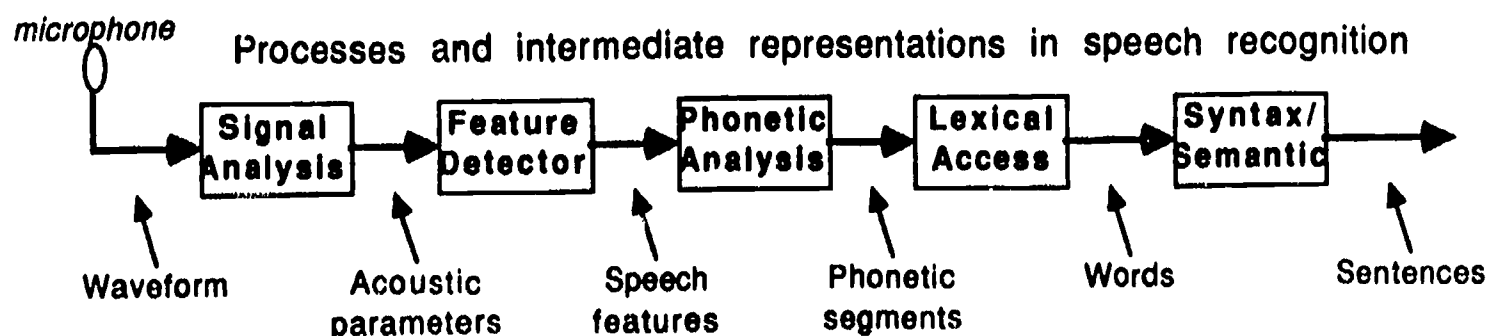 microphone
Processes and intermediate representations in speech recognition
Signal
Analysis
Feature
Detector
Phonetic
Analysis
Lexical
Access
Syntax/
Semantic
Waveform
Acoustic
parameters
Speech
features
Phonetic
segments
Words
Sentences